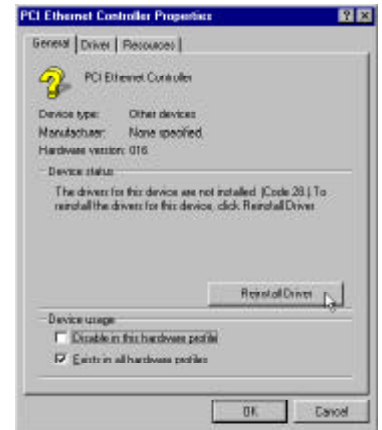 PCI Ethernet Controller Properties
General Driver Resources
PCI Ethernet Controller
Device type: Other devices
Manufacturer: None specified.
Hardware version: 016
Device status
The drivers for this device are not installed. (Code 28.) To
reinstall the drivers for this device, click Reinstall Driver.
Reinstall Driver
Device usage
Disable in this hardware profile
Exists in all hardware profiles
OK Cancel